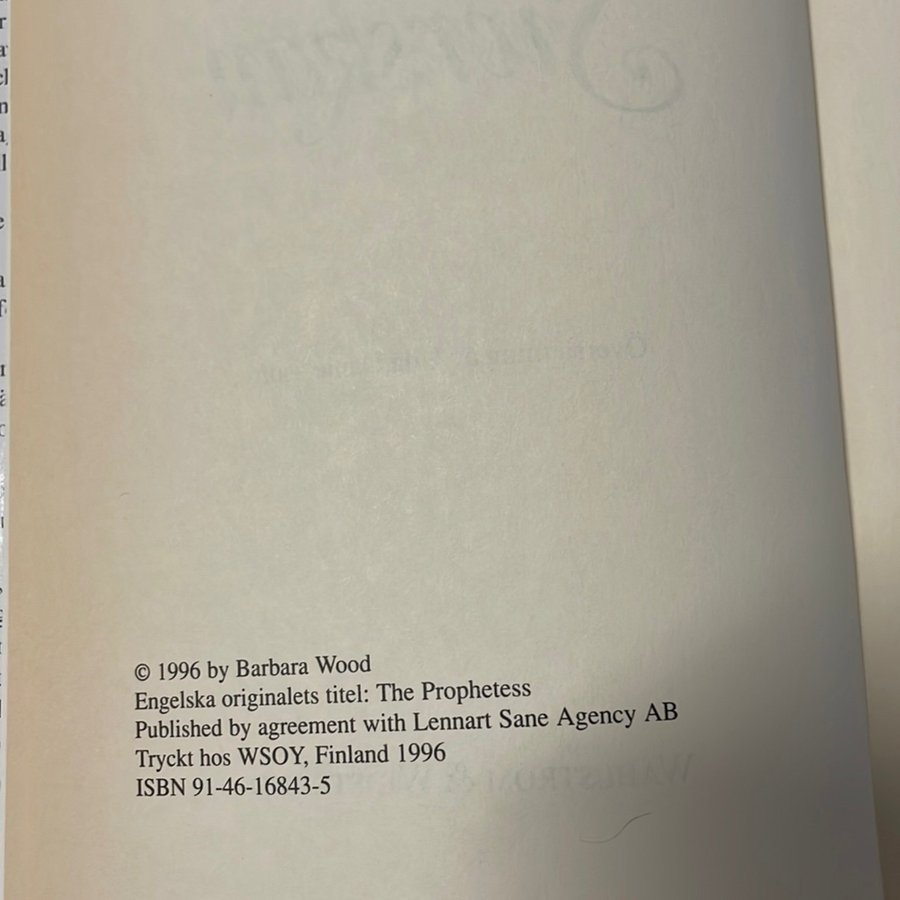 © 1996 by Barbara Wood
Engelska originalets titel: The Prophetess
Published by agreement with Lennart Sane Agency AB
Tryckt hos WSOY, Finland 1996
ISBN 91-46-16843-5